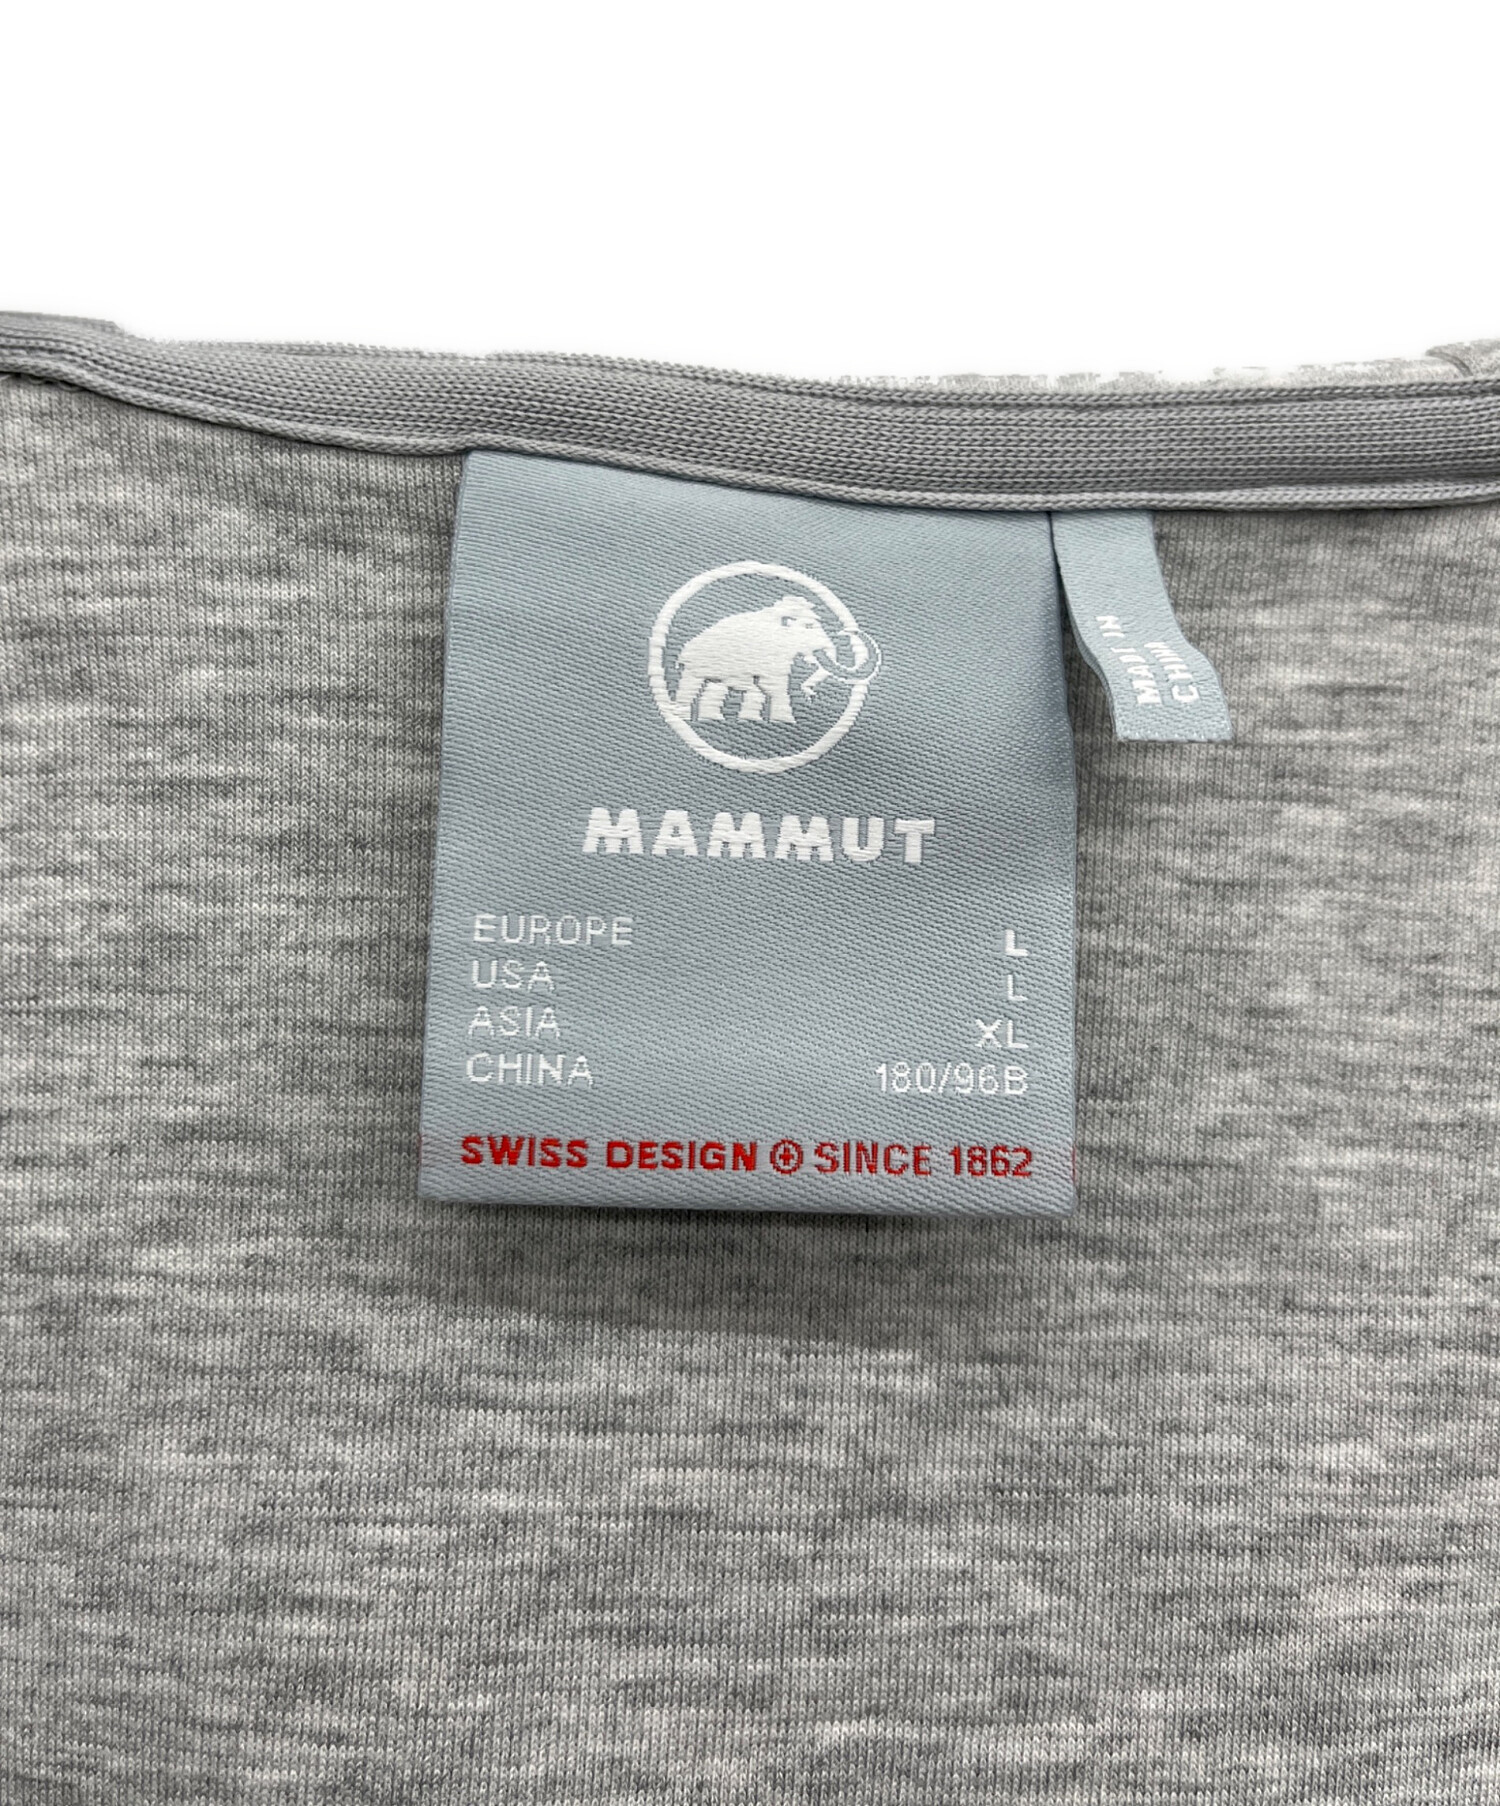 MAMMUT
EUROPE L
USA L
ASIA XL
CHINA 180/96B
SWISS DESIGN SINCE 1862
MADE IN
CHINA